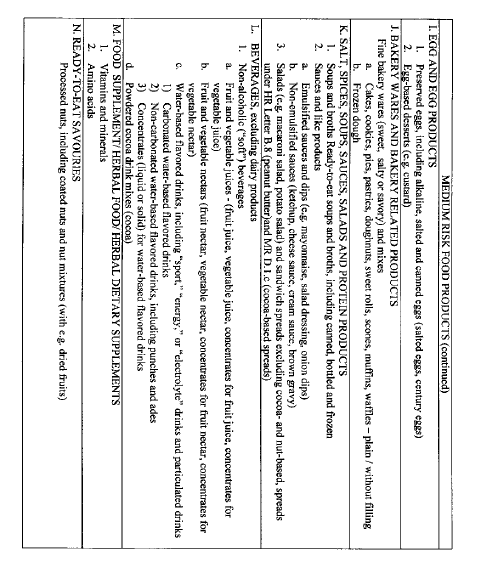 MEDIUM RISK FOOD PRODUCTS (continued)
I. EGG AND EGG PRODUCTS
1. Preserved eggs, including alkaline, salted and canned eggs (salted eggs, century eggs)
2. Egg-based desserts (e.g. custard)
J. BAKERY WARES AND BAKERY RELATED PRODUCTS
Fine bakery wares (sweet, salty or savory) and mixes
a. Cakes, cookies, pies, pastries, doughnuts, sweet rolls, scones, muffins, waffles – plain / without filling
b. Frozen dough
K. SALT, SPICES, SOUPS, SAUCES, SALADS AND PROTEIN PRODUCTS
1. Soups and broths Ready-to-eat soups and broths, including canned, bottled and frozen
2. Sauces and like products
a. Emulsified sauces and dips (e.g. mayonnaise, salad dressing, onion dips)
b. Non-emulsified sauces (ketchup, cheese sauce, cream sauce, brown gravy)
3. Salads (e.g. macaroni salad, potato salad) and sandwich spreads excluding cocoa- and nut-based, spreads
under HR Letter B.8 (peanut butter)and MR D.1.c (cocoa-based spreads)
L. BEVERAGES, excluding dairy products
1. Non-alcoholic ("soft") beverages
a. Fruit and vegetable juices - (fruit juice, vegetable juice, concentrates for fruit juice, concentrates for
vegetable juice)
b. Fruit and vegetable nectars (fruit nectar, vegetable nectar, concentrates for fruit nectar, concentrates for
vegetable nectar)
c. Water-based flavored drinks, including "sport," "energy," or "electrolyte" drinks and particulated drinks
1) Carbonated water-based flavored drinks
2) Non-carbonated water-based flavored drinks, including punches and ades
3) Concentrates (liquid or solid) for water-based flavored drinks
d. Powdered cocoa drink mixes (cocoa)
M. FOOD SUPPLEMENT/ HERBAL FOOD/ HERBAL DIETARY SUPPLEMENTS
1. Vitamins and minerals
2. Amino acids
N. READY-TO-EAT SAVOURIES
Processed nuts, including coated nuts and nut mixtures (with e.g. dried fruits)